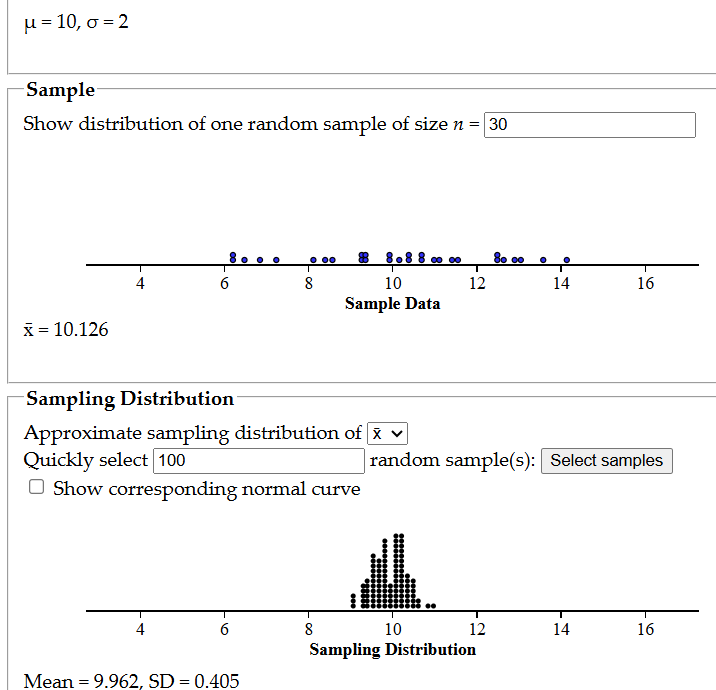 μ = 10, σ = 2
Sample
Show distribution of one random sample of size n = 30
4 6 8 10 12 14 16
Sample Data
x̄ = 10.126
Sampling Distribution
Approximate sampling distribution of x̄
Quickly select 100 random sample(s): Select samples
Show corresponding normal curve
4 6 8 10 12 14 16
Sampling Distribution
Mean = 9.962, SD = 0.405